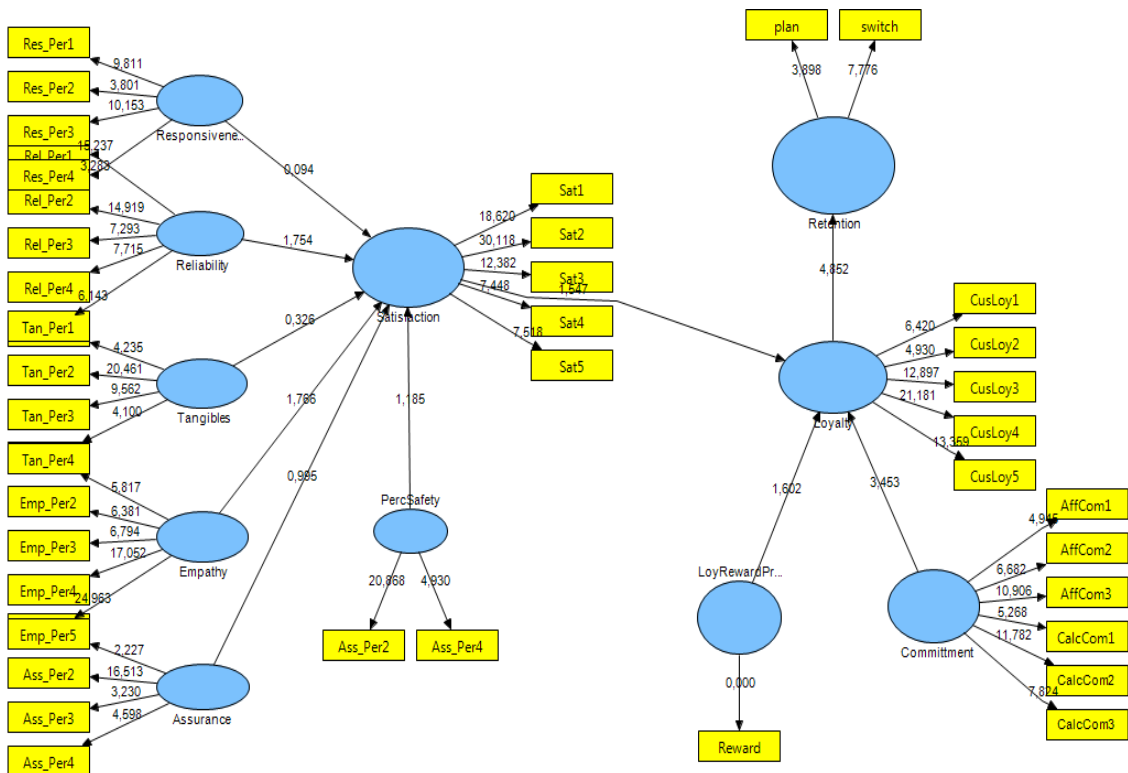 plan
switch
3,898
7,776
Retention
4,852
Res_Per1
9,811
Res_Per2
3,801
10,153
Res_Per3
Responsivene...
15,237
Rel_Per1
3,283
Res_Per4
0,094
Rel_Per2
14,919
7,293
Rel_Per3
7,715
Reliability
Rel_Per4
6,143
1,754
Sat1
18,620
Sat2
30,118
Sat3
12,382
7,448
1,547
Sat4
7,518
Sat5
Satisfaction
Tan_Per1
4,235
Tan_Per2
20,461
9,562
Tan_Per3
4,100
Tangibles
Tan_Per4
0,326
CusLoy1
6,420
CusLoy2
4,930
12,897
CusLoy3
21,181
CusLoy4
13,359
CusLoy5
Loyalty
5,817
Emp_Per2
6,381
6,794
Emp_Per3
17,052
Empathy
Emp_Per4
24,963
Emp_Per5
1,766
0,995
1,185
PercSafety
20,868
4,930
Ass_Per2
Ass_Per4
1,602
3,453
LoyRewardPr...
0,000
Reward
AffCom1
4,945
AffCom2
6,682
10,906
AffCom3
5,268
CalcCom1
11,782
CalcCom2
7,824
CalcCom3
Committment
2,227
Ass_Per2
16,513
3,230
Ass_Per3
4,598
Assurance
Ass_Per4